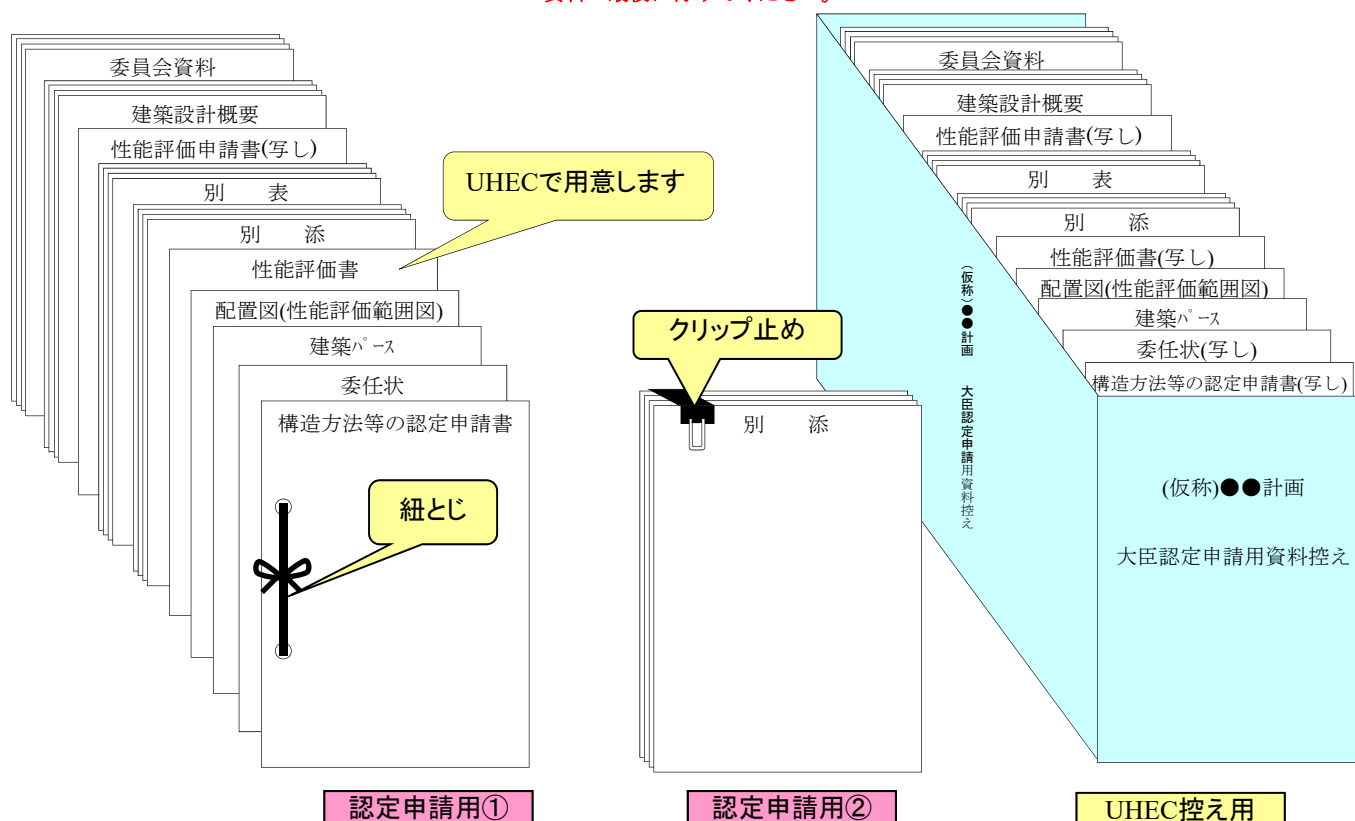 委員会資料
建築設計概要
性能評価申請書(写し)
別　表
別　添
性能評価書
配置図(性能評価範囲図)
建築パース
委任状
構造方法等の認定申請書
UHECで用意します
紐とじ
認定申請用①
クリップ止め
別　添
認定申請用②
委員会資料
建築設計概要
性能評価申請書(写し)
別　表
別　添
性能評価書(写し)
配置図(性能評価範囲図)
建築パース
委任状(写し)
構造方法等の認定申請書(写し)
(仮称)●●計画　大臣認定申請用資料控え
(仮称)●●計画
大臣認定申請用資料控え
UHEC控え用